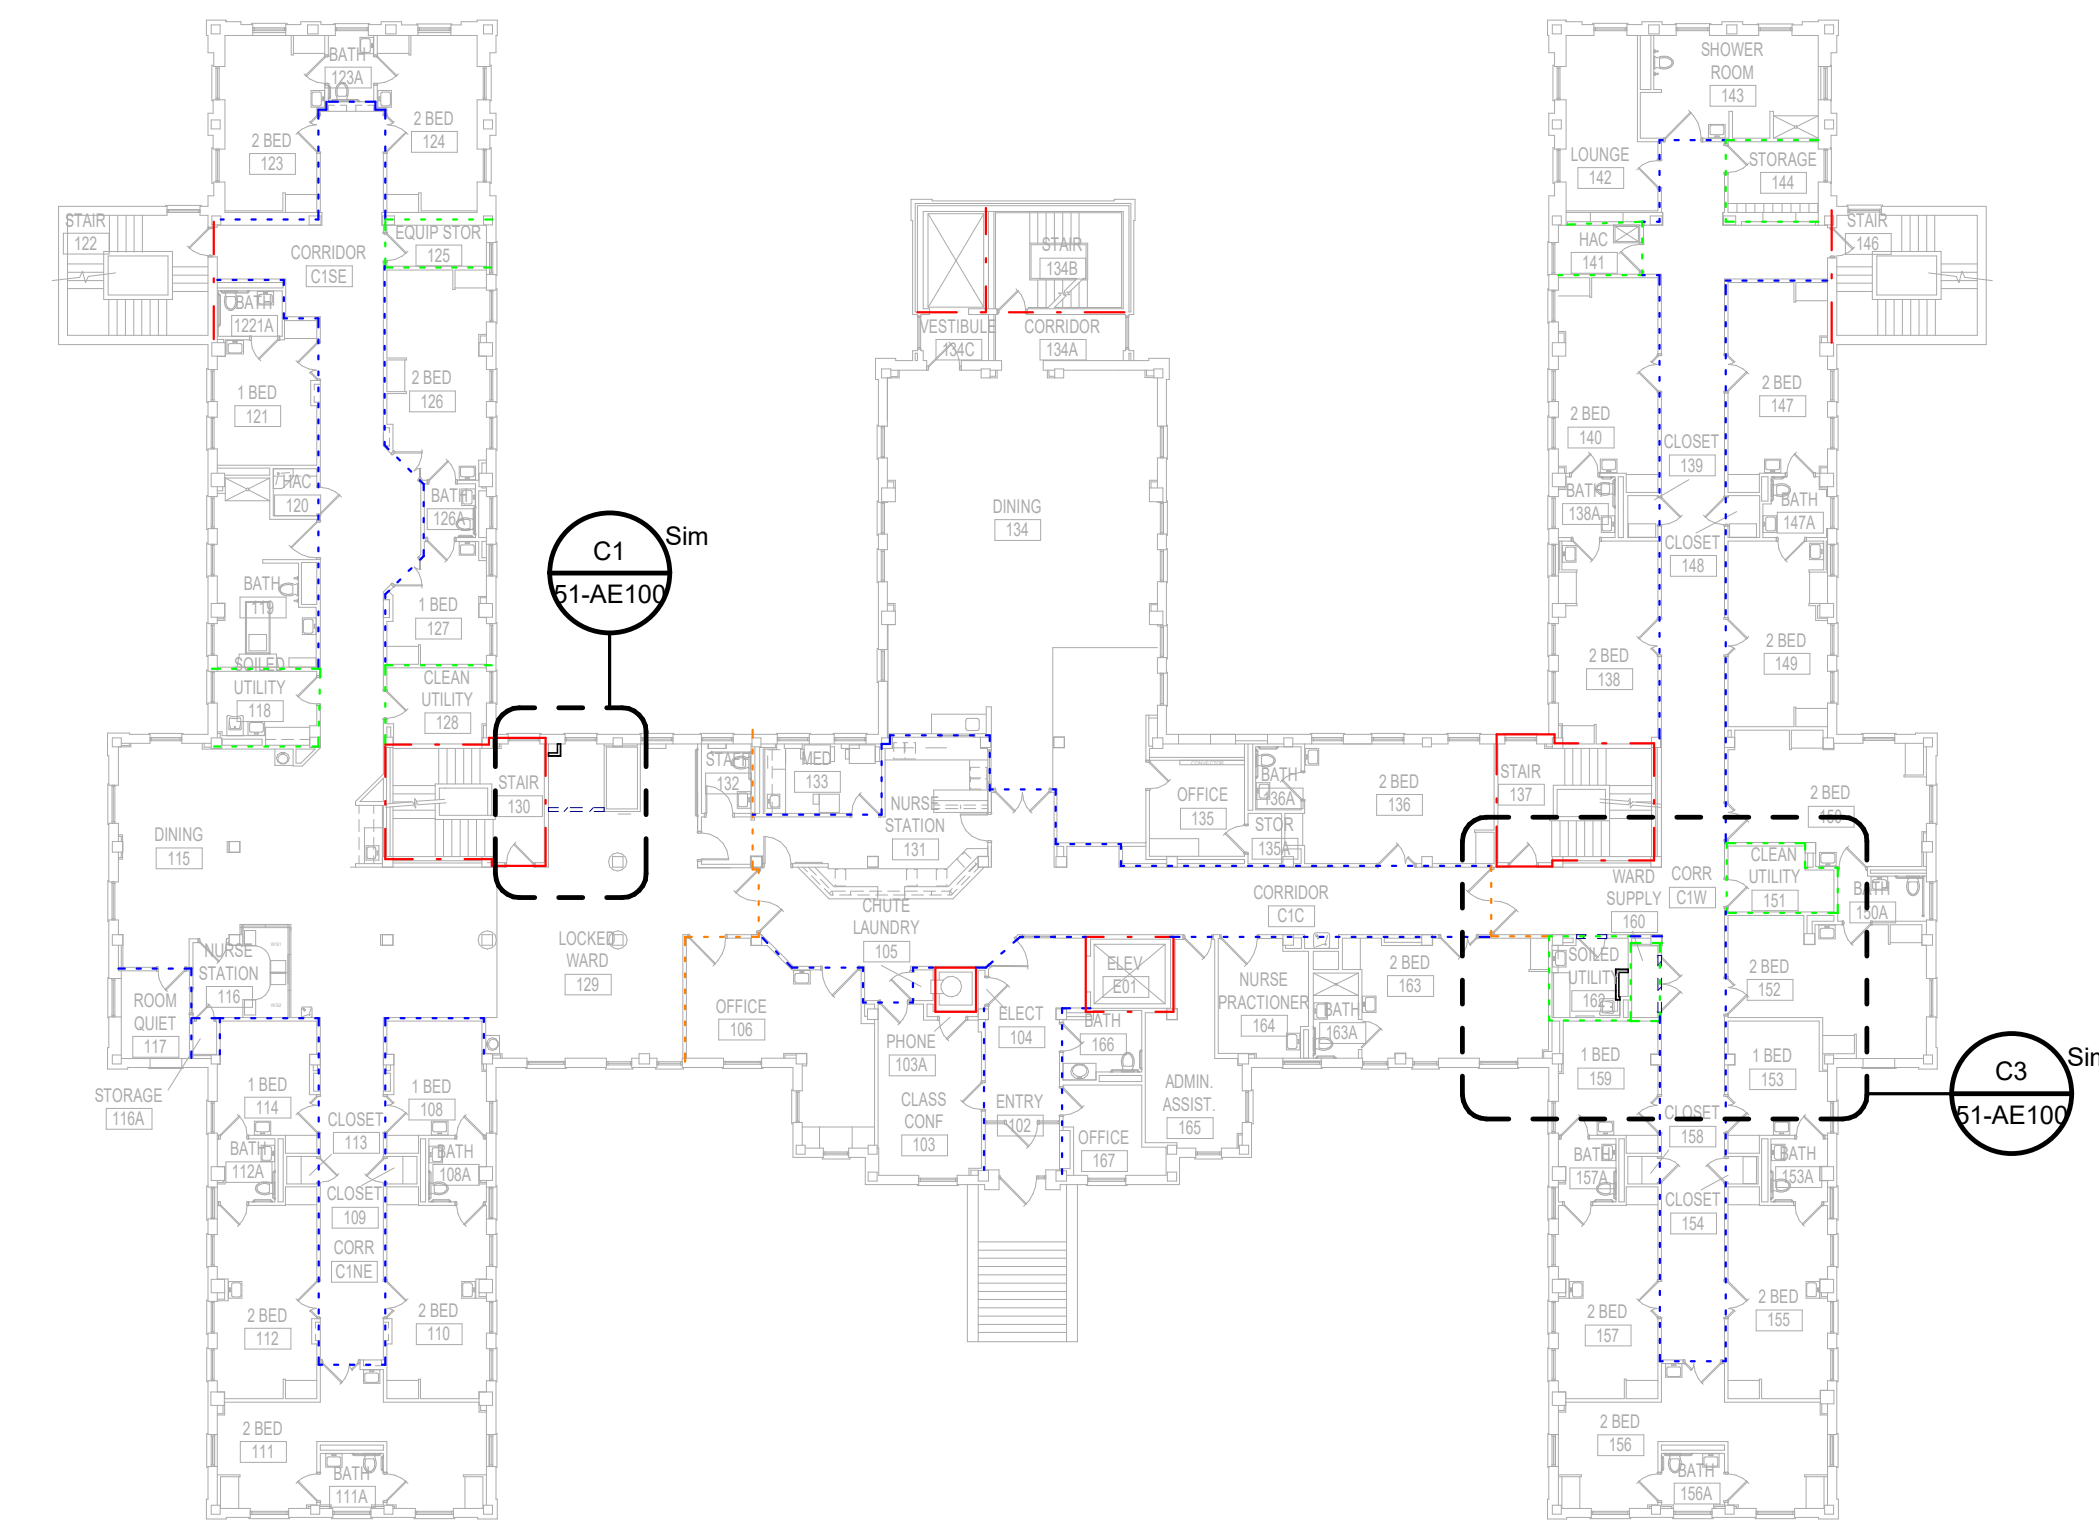 BATH
123A
2 BED
123
2 BED
124
STAIR
122
CORRIDOR
C1SE
EQUIP STOR
125
BATH
1221A
1 BED
121
2 BED
126
HAC
120
BATH
126A
BATH
119
1 BED
127
SOILED
UTILITY
118
CLEAN
UTILITY
128
C1
51-AE100
Sim
STAIR
130
DINING
115
NURSE
STATION
116
ROOM
QUIET
117
STORAGE
116A
1 BED
114
1 BED
108
CLOSET
113
BATH
112A
BATH
108A
CLOSET
109
CORR
C1NE
2 BED
112
2 BED
110
2 BED
111
BATH
111A
LOCKED
WARD
129
STAFF
132
MED
133
NURSE
STATION
131
CHUTE
LAUNDRY
105
OFFICE
106
PHONE
103A
CLASS
CONF
103
ELECT
104
ENTRY
102
ELEV
E01
BATH
166
OFFICE
167
ADMIN.
ASSIST.
165
STAIR
134B
VESTIBULE
134C
CORRIDOR
134A
DINING
134
OFFICE
135
BATH
136A
STOR
135A
2 BED
136
STAIR
137
CORRIDOR
C1C
NURSE
PRACTIONER
164
BATH
163A
2 BED
163
SHOWER
ROOM
143
LOUNGE
142
STORAGE
144
HAC
141
STAIR
146
2 BED
140
2 BED
147
CLOSET
139
BATH
138A
BATH
147A
CLOSET
148
2 BED
138
2 BED
149
2 BED
150
WARD
SUPPLY
160
CORR
C1W
CLEAN
UTILITY
151
BATH
150A
SOILED
UTILITY
162
2 BED
152
1 BED
159
1 BED
153
C3
51-AE100
CLOSET
158
BATH
157A
BATH
153A
CLOSET
154
2 BED
157
2 BED
155
2 BED
156
BATH
156A